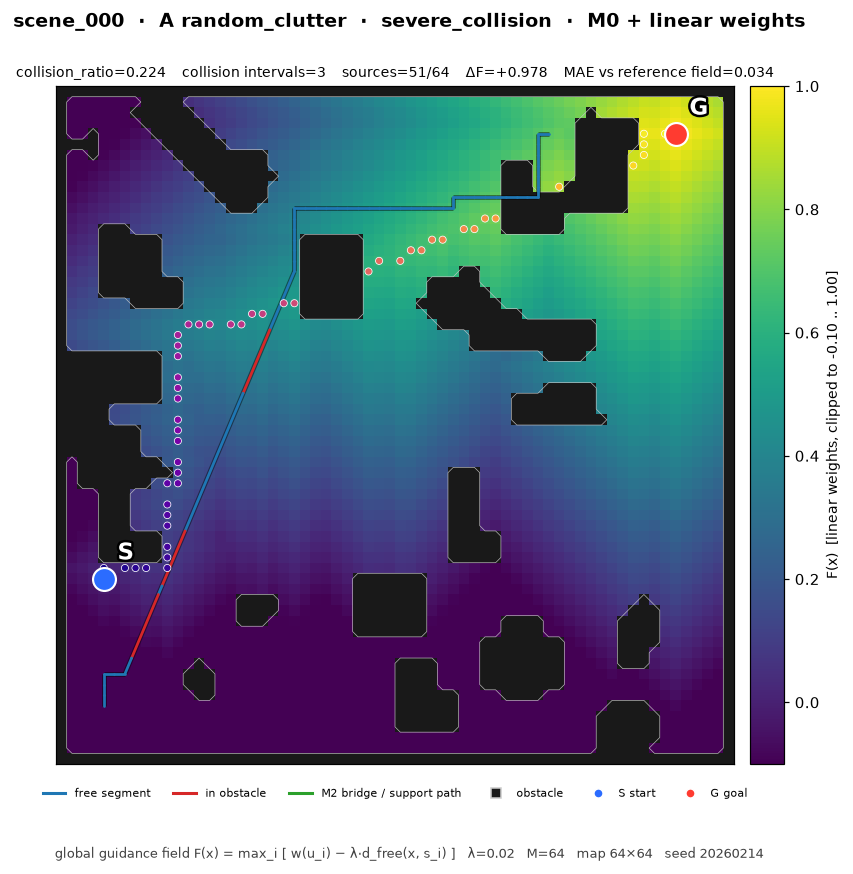 scene_000 · A random_clutter · severe_collision · M0 + linear weights
collision_ratio=0.224 collision intervals=3 sources=51/64 ΔF=+0.978 MAE vs reference field=0.034
G
S
1.0
0.8
0.6
0.4
0.2
0.0
F(x) [linear weights, clipped to -0.10 .. 1.00]
free segment
in obstacle
M2 bridge / support path
obstacle
S start
G goal
global guidance field F(x) = max_i [ w(u_i) − λ·d_free(x, s_i) ] λ=0.02 M=64 map 64×64 seed 20260214